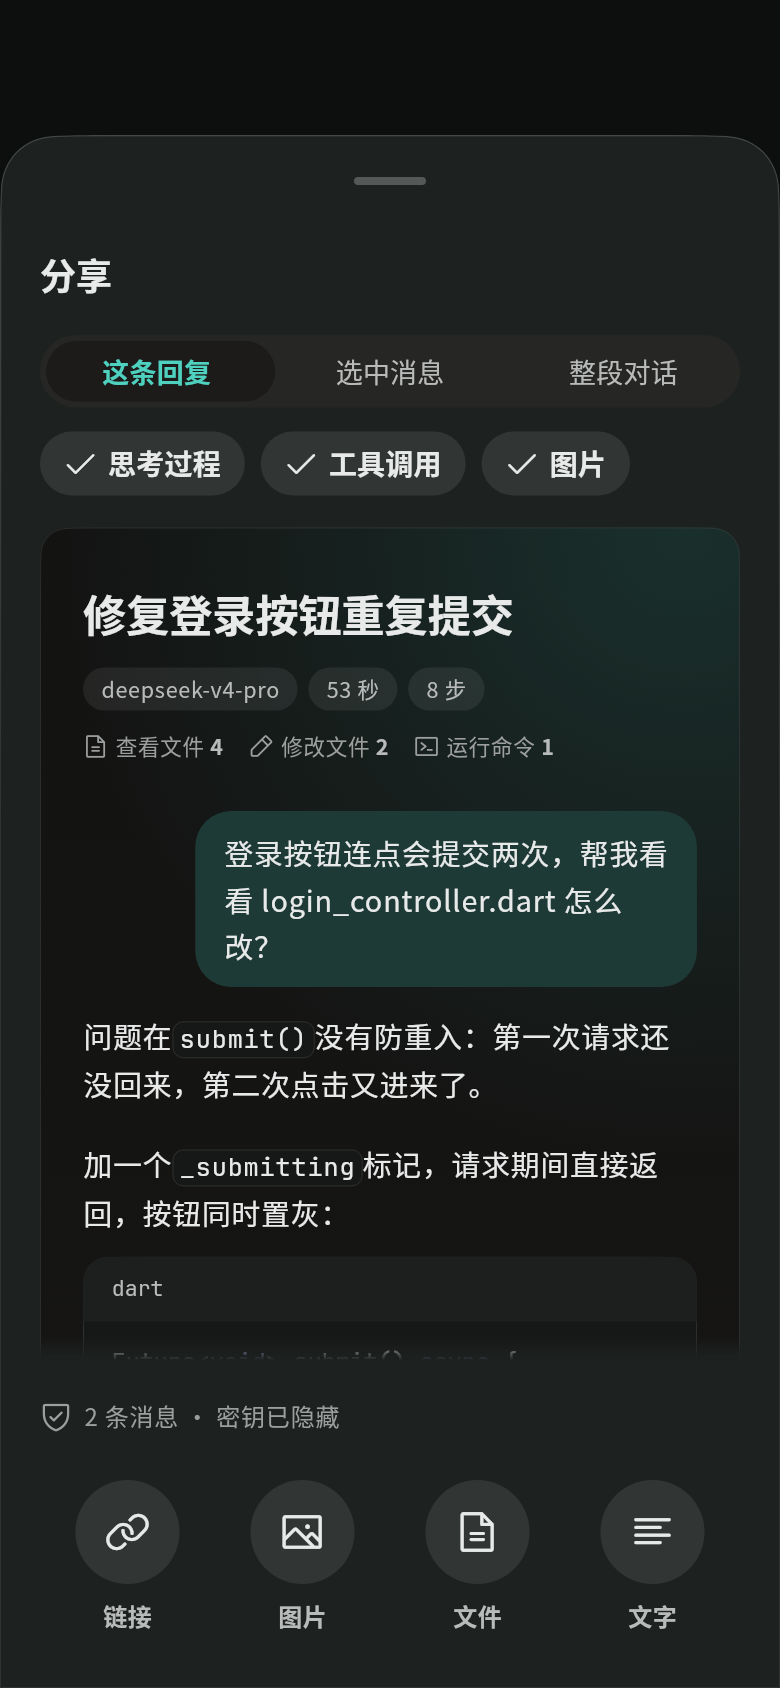 分享
这条回复 选中消息 整段对话
思考过程 工具调用 图片
修复登录按钮重复提交
deepseek-v4-pro 53 秒 8 步
查看文件 4 修改文件 2 运行命令 1
登录按钮连点会提交两次，帮我看
看 login_controller.dart 怎么
改？
问题在 submit() 没有防重入：第一次请求还
没回来，第二次点击又进来了。
加一个 _submitting 标记，请求期间直接返
回，按钮同时置灰：
dart
Future<void> submit() async {
2 条消息 · 密钥已隐藏
链接 图片 文件 文字